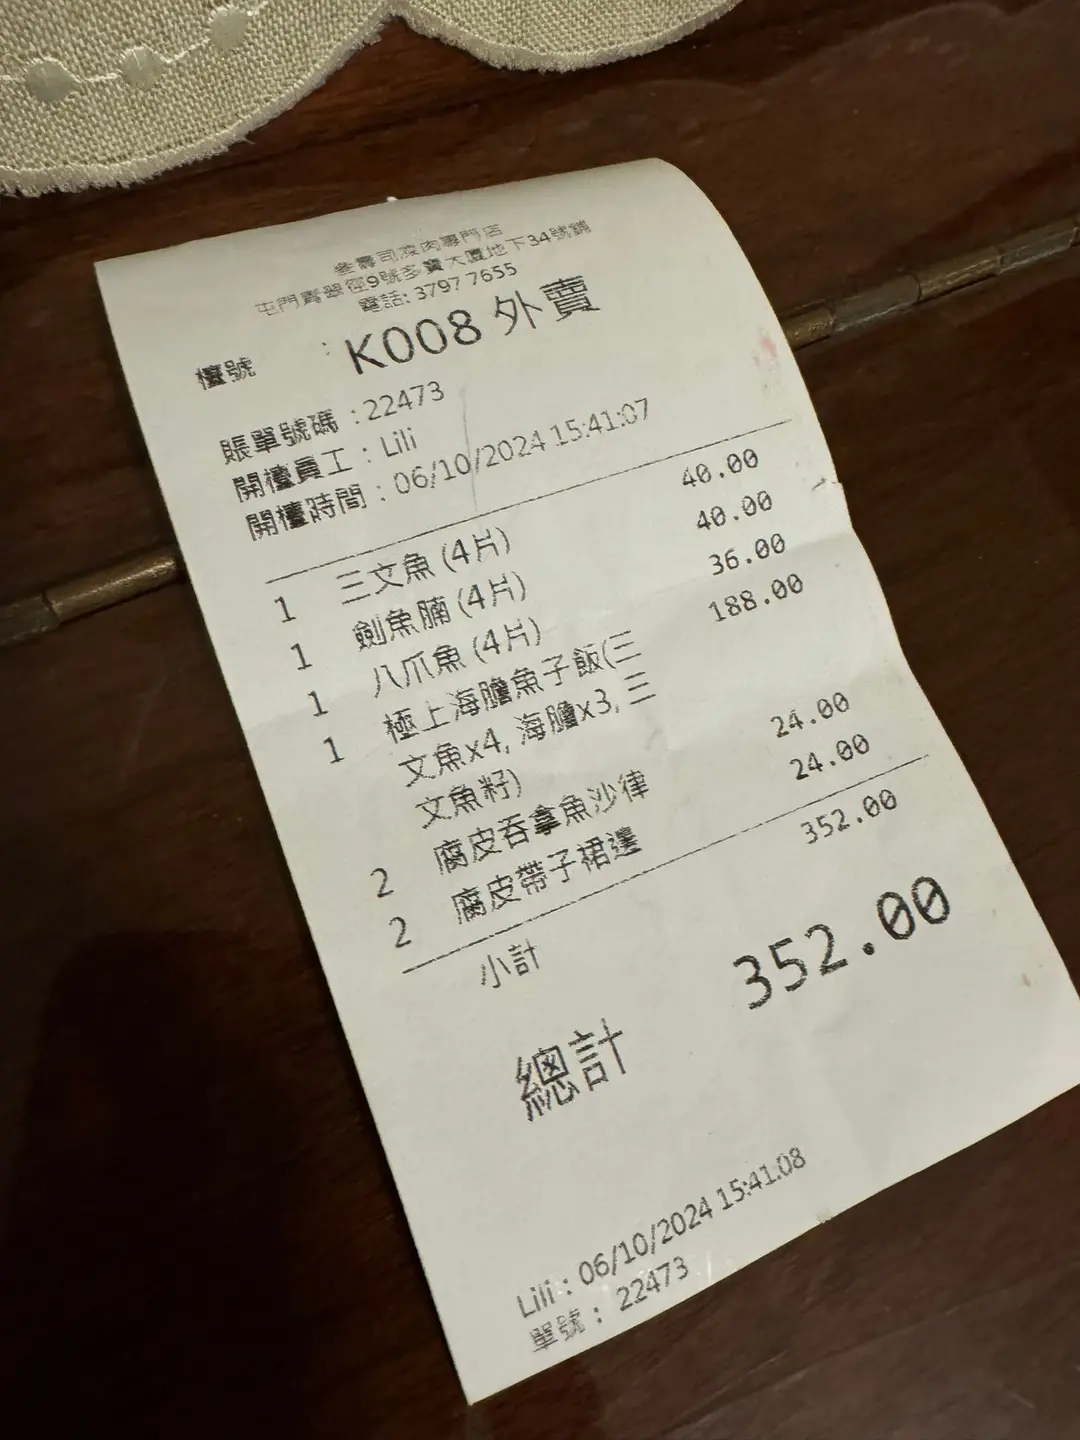 壽司漿肉專門店
屯門青翠徑9號多寶大廈地下34號鋪
電話: 3797 7655
檯號 : K008 外賣
賬單號碼 : 22473
開檯員工 : Lili
開檯時間 : 06/10/2024 15:41:07
1 三文魚 (4片) 40.00
1 劍魚腩 (4片) 40.00
1 八爪魚 (4片) 36.00
1 極上海膽魚子飯(三 188.00
文魚x4, 海膽x3, 三
文魚籽)
2 腐皮吞拿魚沙律 24.00
2 腐皮帶子裙邊 24.00
小計 352.00
總計 352.00
Lili : 06/10/2024 15:41:08
單號 : 22473